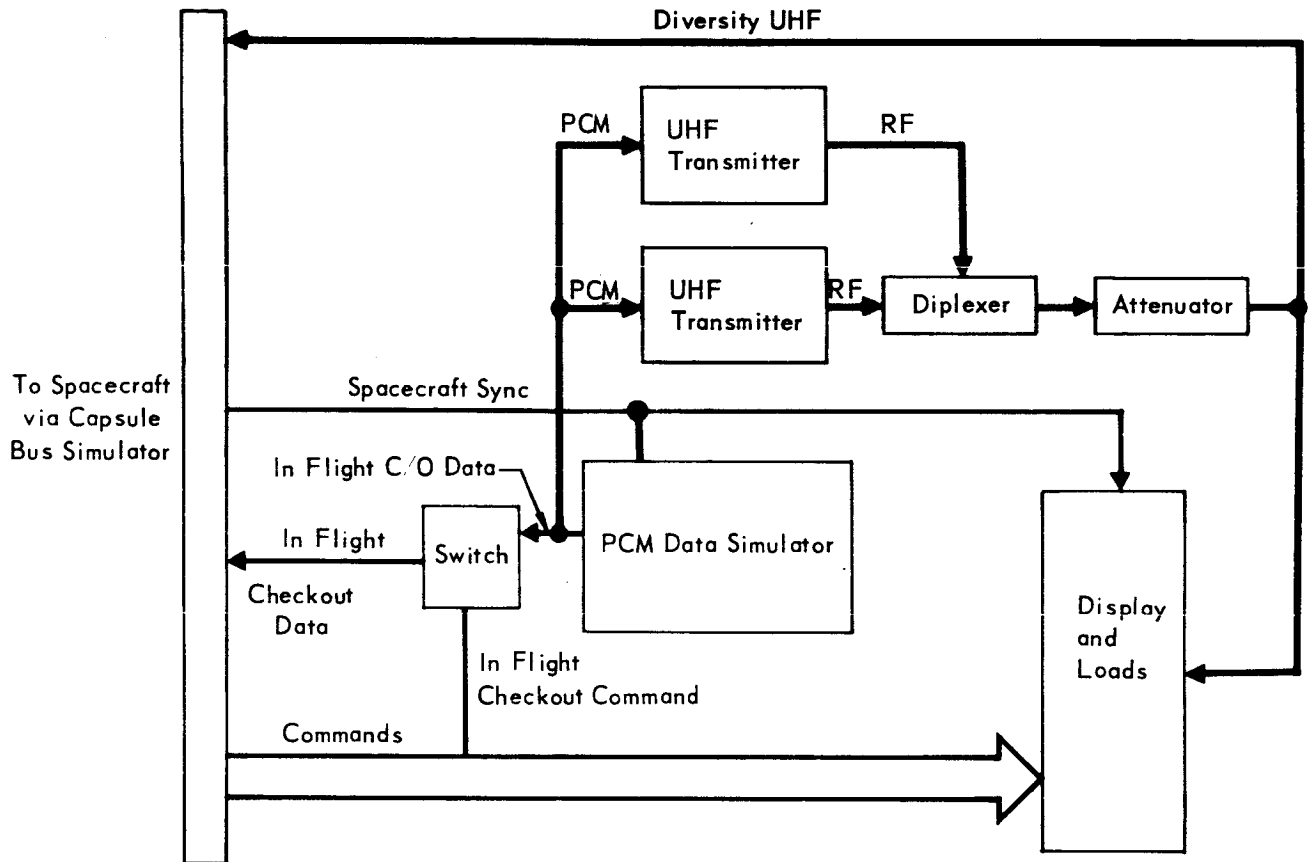 Diversity UHF
PCM
UHF
Transmitter
RF
PCM
UHF
Transmitter
RF
Diplexer
Attenuator
To Spacecraft
via Capsule
Bus Simulator
Spacecraft Sync
In Flight C/O Data
In Flight
Checkout
Data
Switch
PCM Data Simulator
Display
and
Loads
In Flight
Checkout Command
Commands